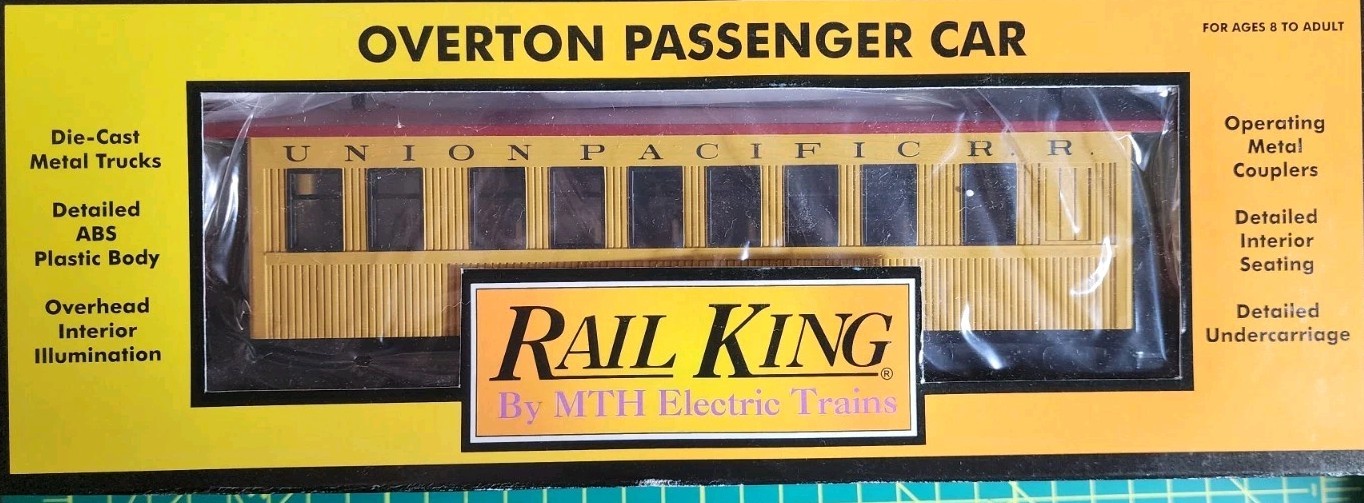 OVERTON PASSENGER CAR
FOR AGES 8 TO ADULT
Die-Cast
Metal Trucks
Detailed
ABS
Plastic Body
Overhead
Interior
Illumination
UNION PACIFIC R. R.
Operating
Metal
Couplers
Detailed
Interior
Seating
Detailed
Undercarriage
RAIL KING®
By MTH Electric Trains